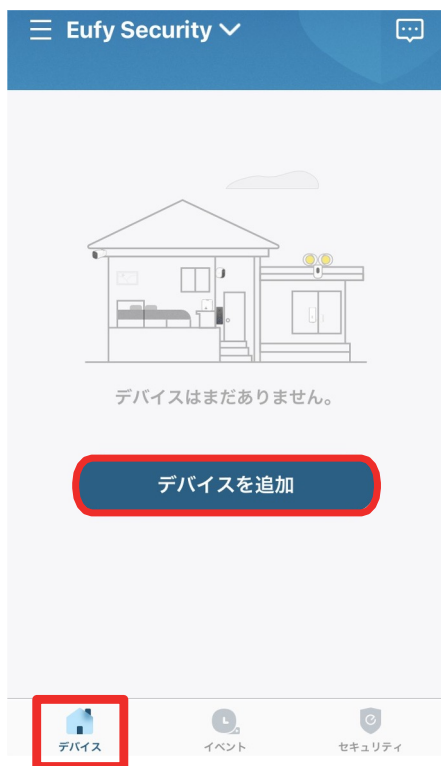 Eufy Security
デバイスはまだありません。
デバイスを追加
デバイス
イベント
セキュリティ